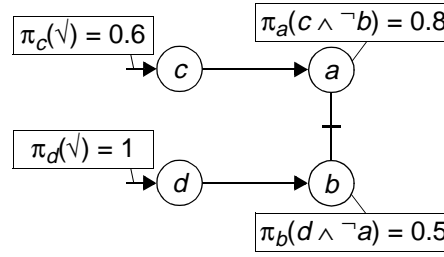 π_c(√) = 0.6
π_a(c ∧ ¬b) = 0.8
c
a
π_d(√) = 1
d
b
π_b(d ∧ ¬a) = 0.5